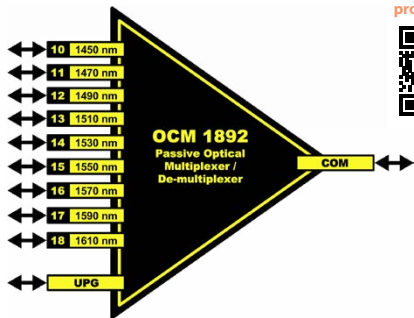 pro
10 1450 nm
11 1470 nm
12 1490 nm
13 1510 nm
14 1530 nm
15 1550 nm
16 1570 nm
17 1590 nm
18 1610 nm
UPG
OCM 1892
Passive Optical
Multiplexer /
De-multiplexer
COM